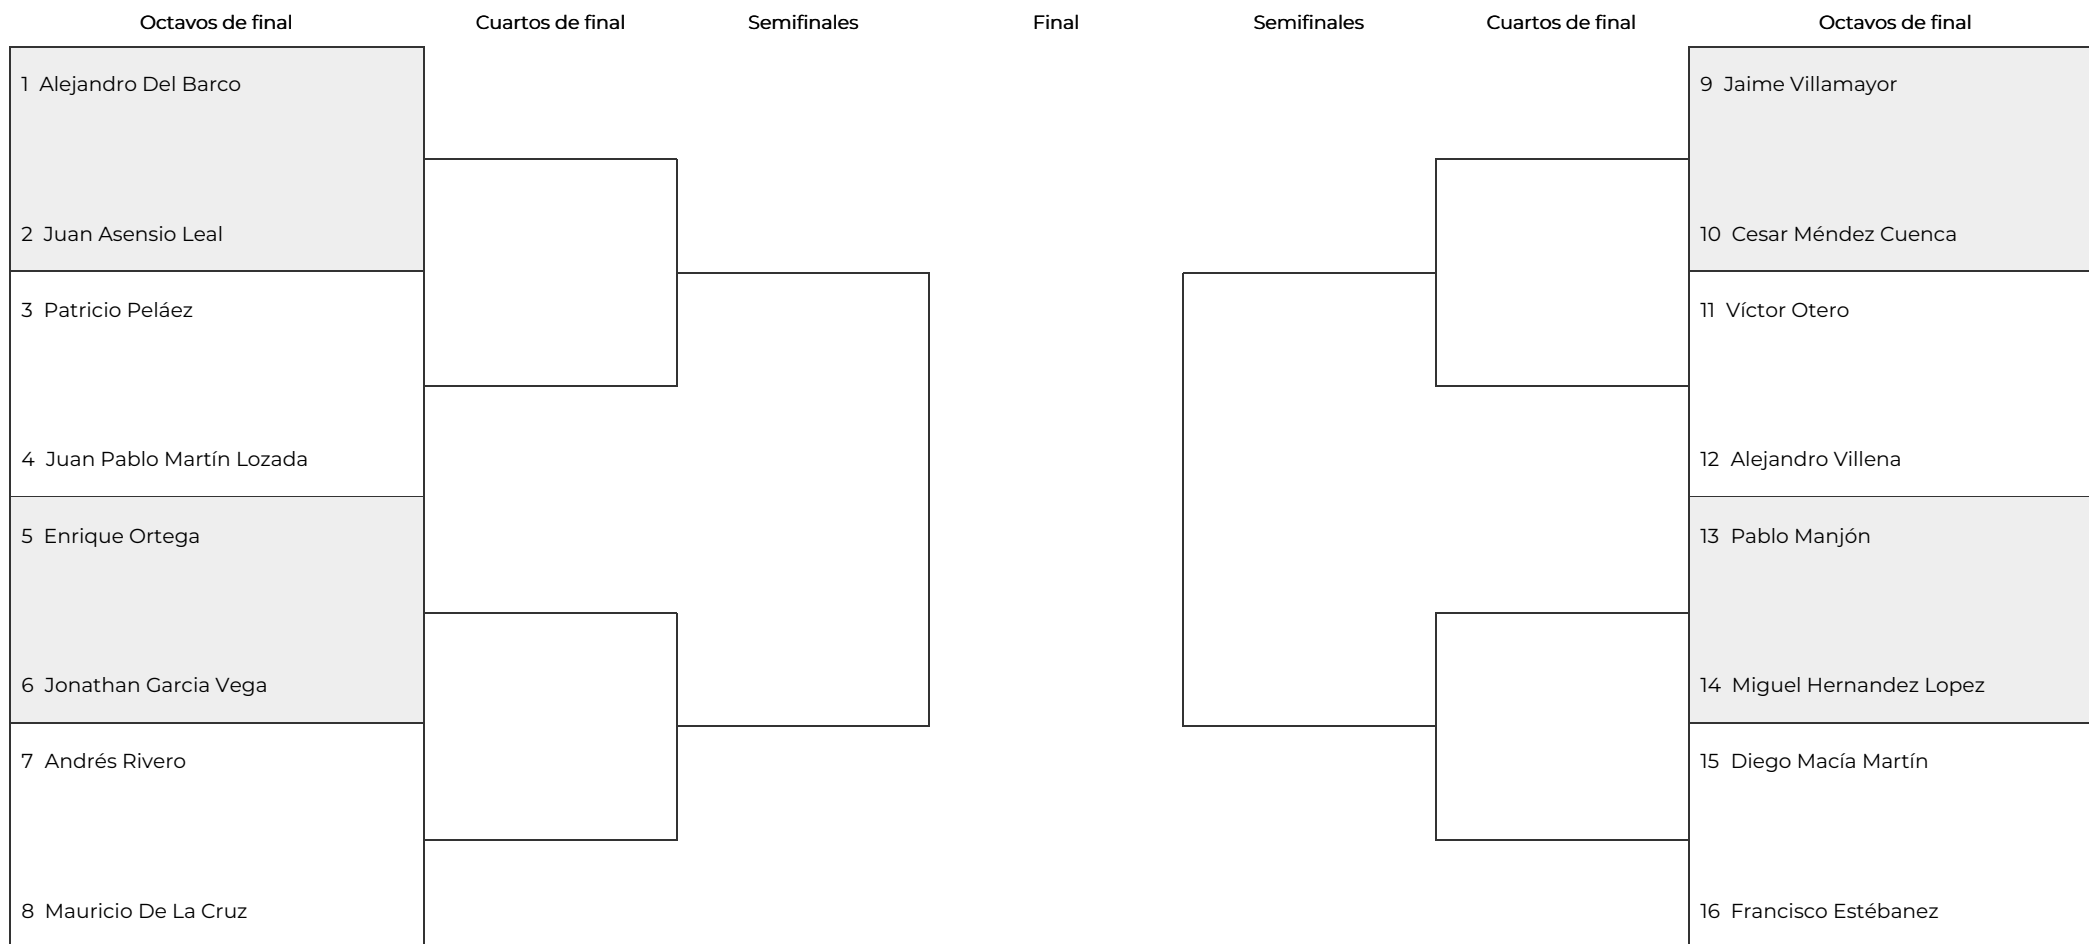 Octavos de final
Cuartos de final
Semifinales
Final
Semifinales
Cuartos de final
Octavos de final
1 Alejandro Del Barco
2 Juan Asensio Leal
3 Patricio Peláez
4 Juan Pablo Martín Lozada
5 Enrique Ortega
6 Jonathan Garcia Vega
7 Andrés Rivero
8 Mauricio De La Cruz
9 Jaime Villamayor
10 Cesar Méndez Cuenca
11 Víctor Otero
12 Alejandro Villena
13 Pablo Manjón
14 Miguel Hernandez Lopez
15 Diego Macía Martín
16 Francisco Estébanez